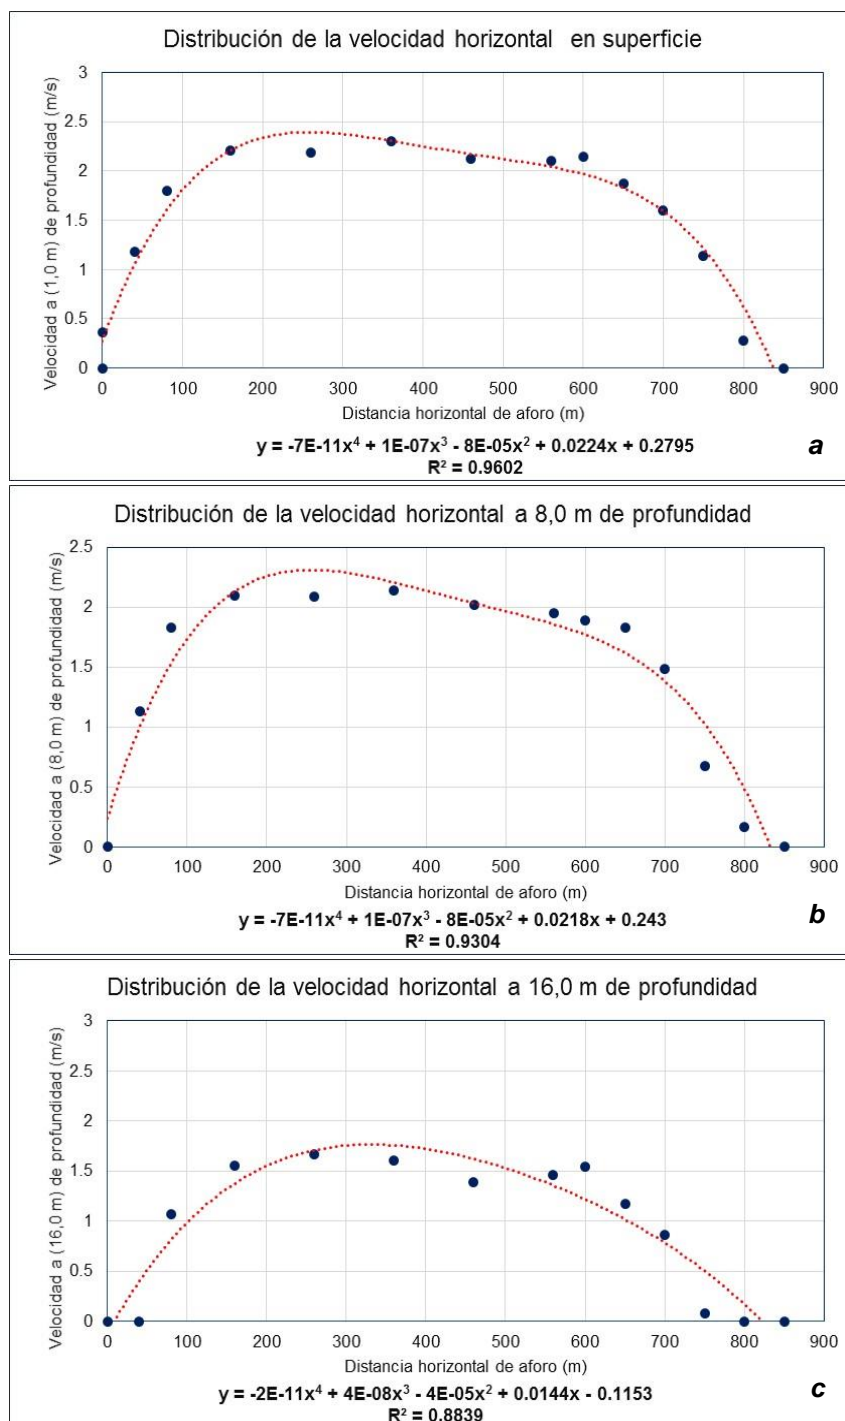 Distribución de la velocidad horizontal en superficie
Velocidad a (1,0 m) de profundidad (m/s)
3
2.5
2
1.5
1
0.5
0
0 100 200 300 400 500 600 700 800 900
Distancia horizontal de aforo (m)
y = -7E-11x⁴ + 1E-07x³ - 8E-05x² + 0.0224x + 0.2795
R² = 0.9602
a
Distribución de la velocidad horizontal a 8,0 m de profundidad
Velocidad a (8,0 m) de profundidad (m/s)
2.5
2
1.5
1
0.5
0
0 100 200 300 400 500 600 700 800 900
Distancia horizontal de aforo (m)
y = -7E-11x⁴ + 1E-07x³ - 8E-05x² + 0.0218x + 0.243
R² = 0.9304
b
Distribución de la velocidad horizontal a 16,0 m de profundidad
Velocidad a (16,0 m) de profundidad (m/s)
3
2.5
2
1.5
1
0.5
0
0 100 200 300 400 500 600 700 800 900
Distancia horizontal de aforo (m)
y = -2E-11x⁴ + 4E-08x³ - 4E-05x² + 0.0144x - 0.1153
R² = 0.8839
c